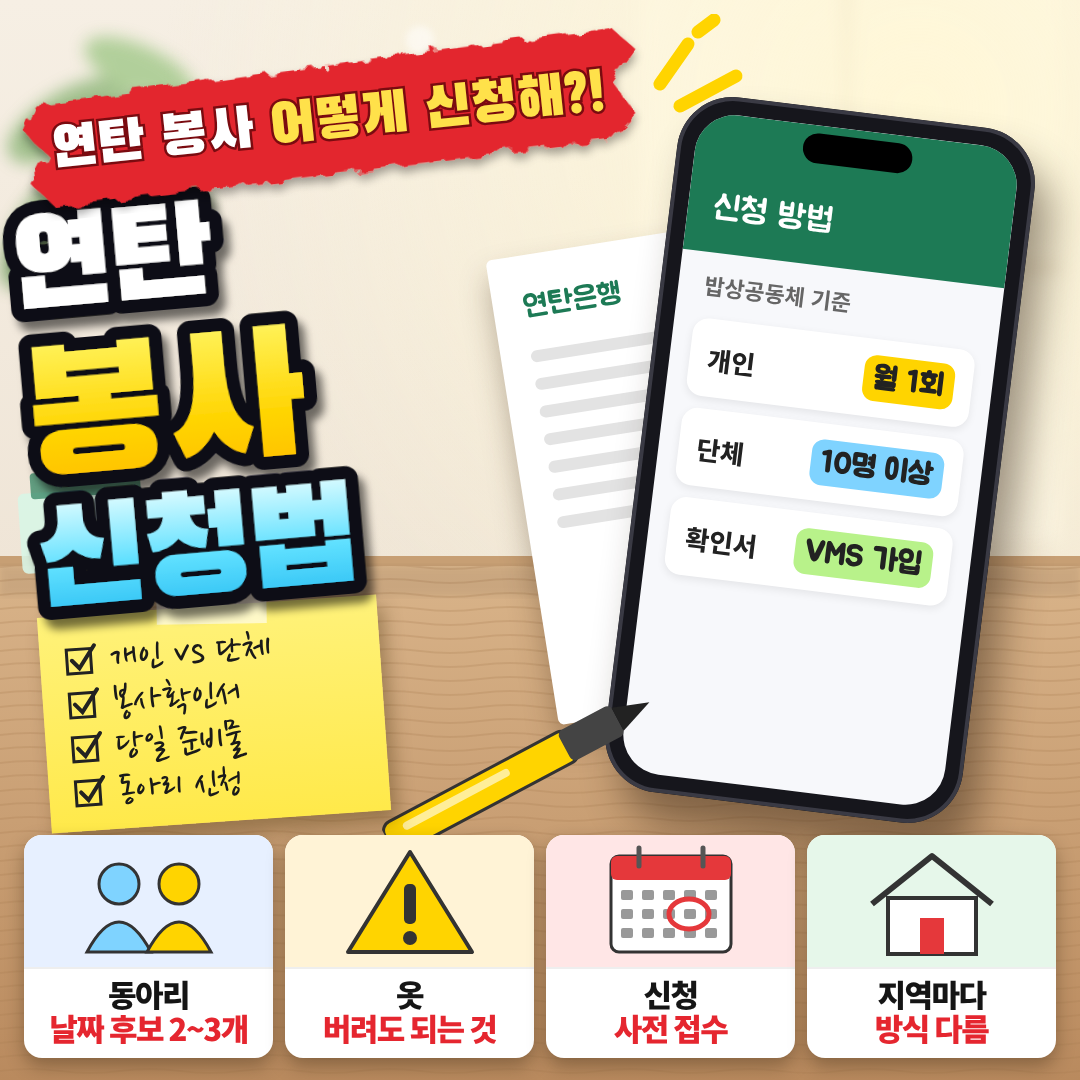 연탄 봉사 어떻게 신청해?!
연탄
봉사
신청법
개인 VS 단체
봉사확인서
당일 준비물
동아리 신청
연탄은행
신청 방법
밥상공동체 기준
개인
월 1회
단체
10명 이상
확인서
VMS 가입
동아리
날짜 후보 2~3개
옷
버려도 되는 것
신청
사전 접수
지역마다
방식 다름